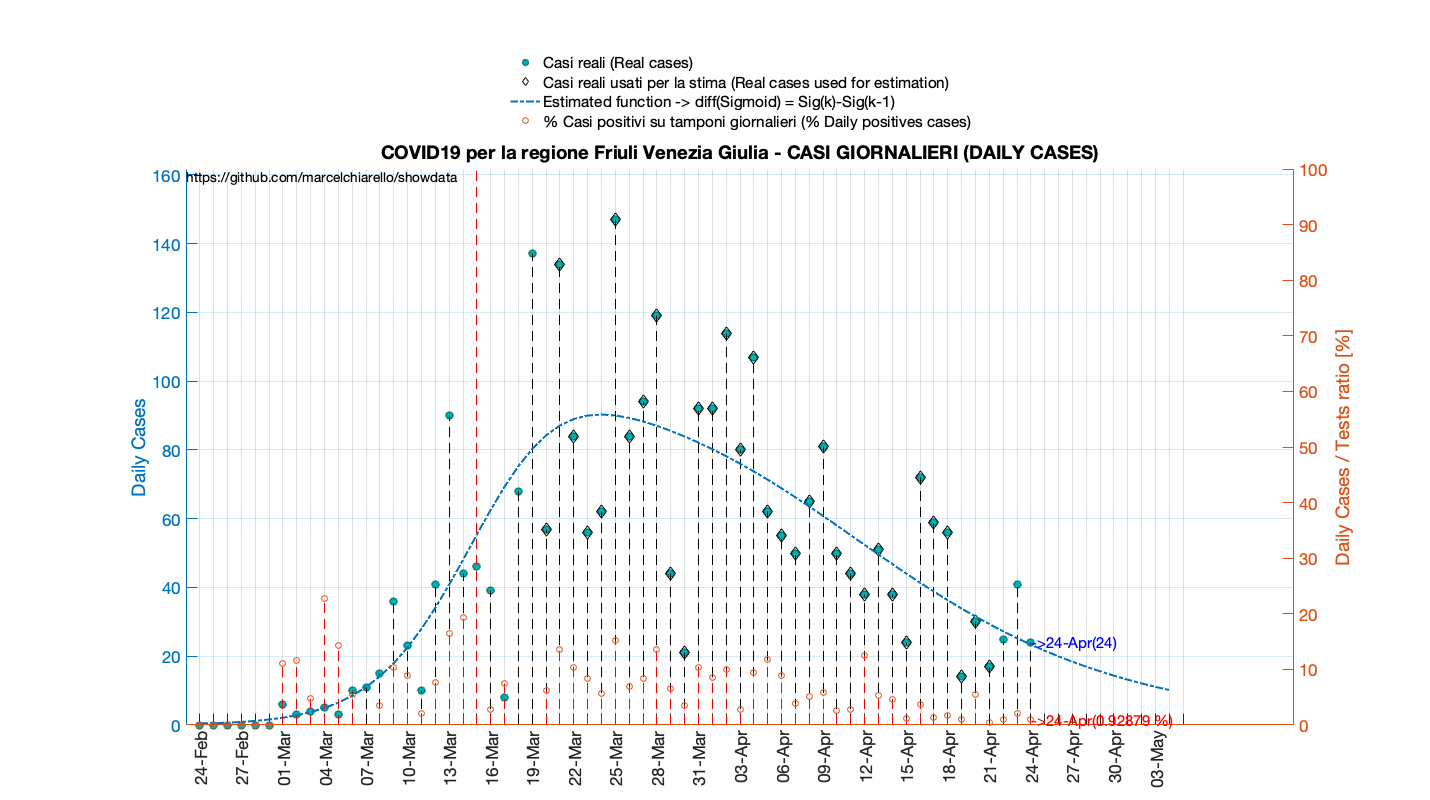 Casi reali (Real cases)
Casi reali usati per la stima (Real cases used for estimation)
Estimated function -> diff(Sigmoid) = Sig(k)-Sig(k-1)
% Casi positivi su tamponi giornalieri (% Daily positives cases)
COVID19 per la regione Friuli Venezia Giulia - CASI GIORNALIERI (DAILY CASES)
https://github.com/marcelchiarello/showdata
Daily Cases
160
140
120
100
80
60
40
20
0
100
90
80
70
60
50
40
30
20
10
0
Daily Cases / Tests ratio [%]
->24-Apr(24)
->24-Apr(0.92879 %)
24-Feb
27-Feb
01-Mar
04-Mar
07-Mar
10-Mar
13-Mar
16-Mar
19-Mar
22-Mar
25-Mar
28-Mar
31-Mar
03-Apr
06-Apr
09-Apr
12-Apr
15-Apr
18-Apr
21-Apr
24-Apr
27-Apr
30-Apr
03-May